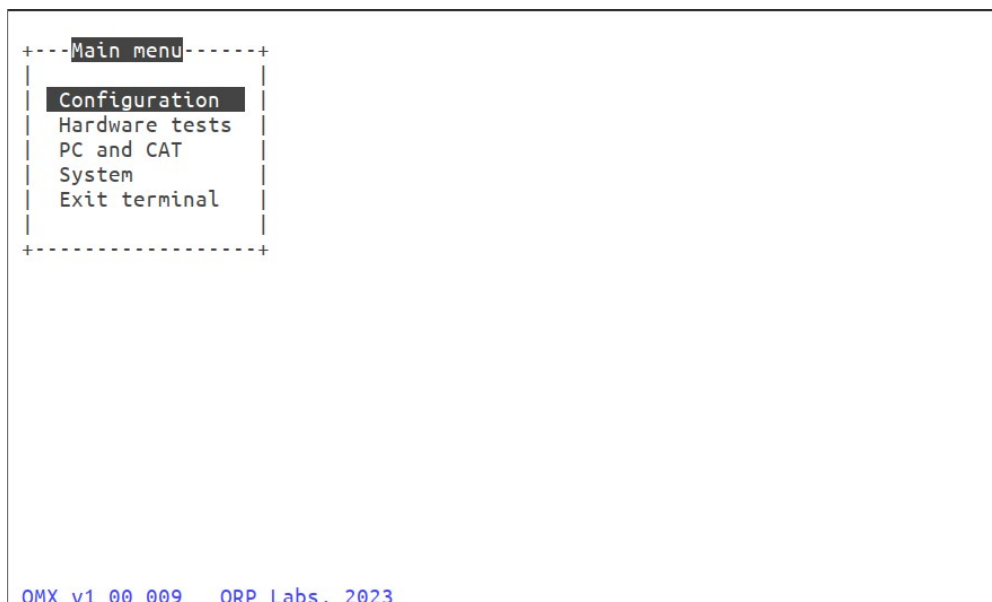 +---Main menu------+
| |
| Configuration |
| Hardware tests |
| PC and CAT |
| System |
| Exit terminal |
| |
+------------------+
QMX v1_00_009 QRP Labs, 2023